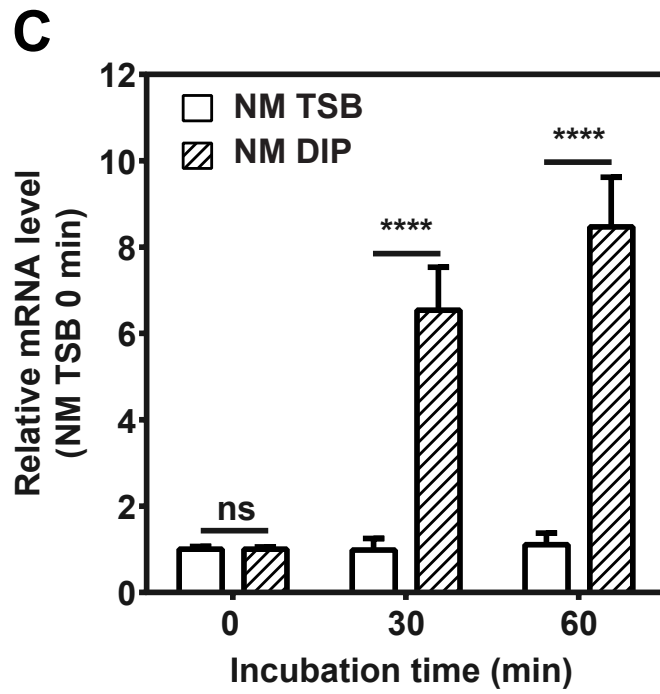 C
Relative mRNA level
(NM TSB 0 min)
12
10
8
6
4
2
0
NM TSB
NM DIP
ns
****
****
0
30
60
Incubation time (min)